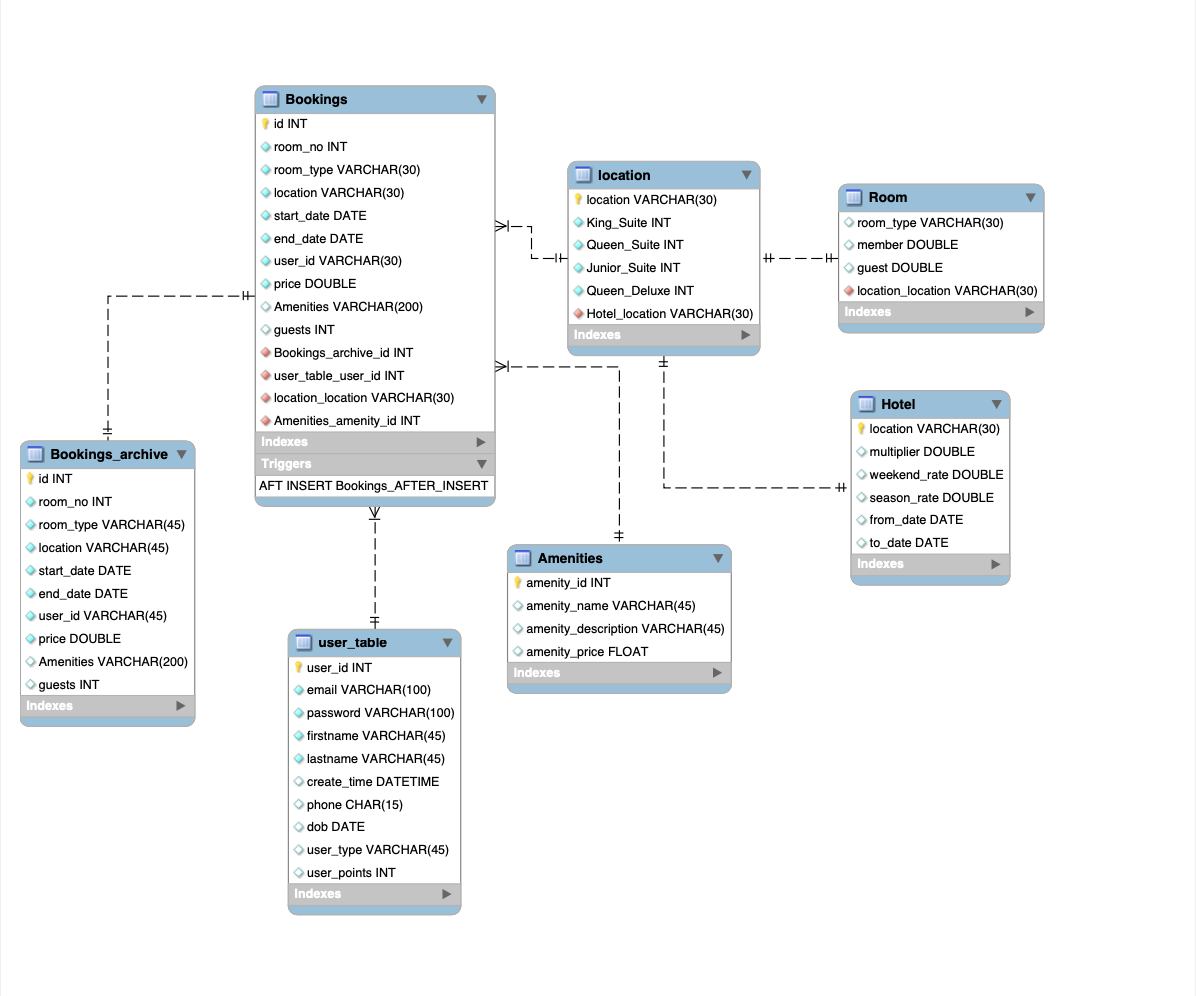 Bookings
id INT
room_no INT
room_type VARCHAR(30)
location VARCHAR(30)
start_date DATE
end_date DATE
user_id VARCHAR(30)
price DOUBLE
Amenities VARCHAR(200)
guests INT
Bookings_archive_id INT
user_table_user_id INT
location_location VARCHAR(30)
Amenities_amenity_id INT
Indexes
Triggers
AFT INSERT Bookings_AFTER_INSERT
location
location VARCHAR(30)
King_Suite INT
Queen_Suite INT
Junior_Suite INT
Queen_Deluxe INT
Hotel_location VARCHAR(30)
Indexes
Room
room_type VARCHAR(30)
member DOUBLE
guest DOUBLE
location_location VARCHAR(30)
Indexes
Hotel
location VARCHAR(30)
multiplier DOUBLE
weekend_rate DOUBLE
season_rate DOUBLE
from_date DATE
to_date DATE
Indexes
Bookings_archive
id INT
room_no INT
room_type VARCHAR(45)
location VARCHAR(45)
start_date DATE
end_date DATE
user_id VARCHAR(45)
price DOUBLE
Amenities VARCHAR(200)
guests INT
Indexes
Amenities
amenity_id INT
amenity_name VARCHAR(45)
amenity_description VARCHAR(45)
amenity_price FLOAT
Indexes
user_table
user_id INT
email VARCHAR(100)
password VARCHAR(100)
firstname VARCHAR(45)
lastname VARCHAR(45)
create_time DATETIME
phone CHAR(15)
dob DATE
user_type VARCHAR(45)
user_points INT
Indexes